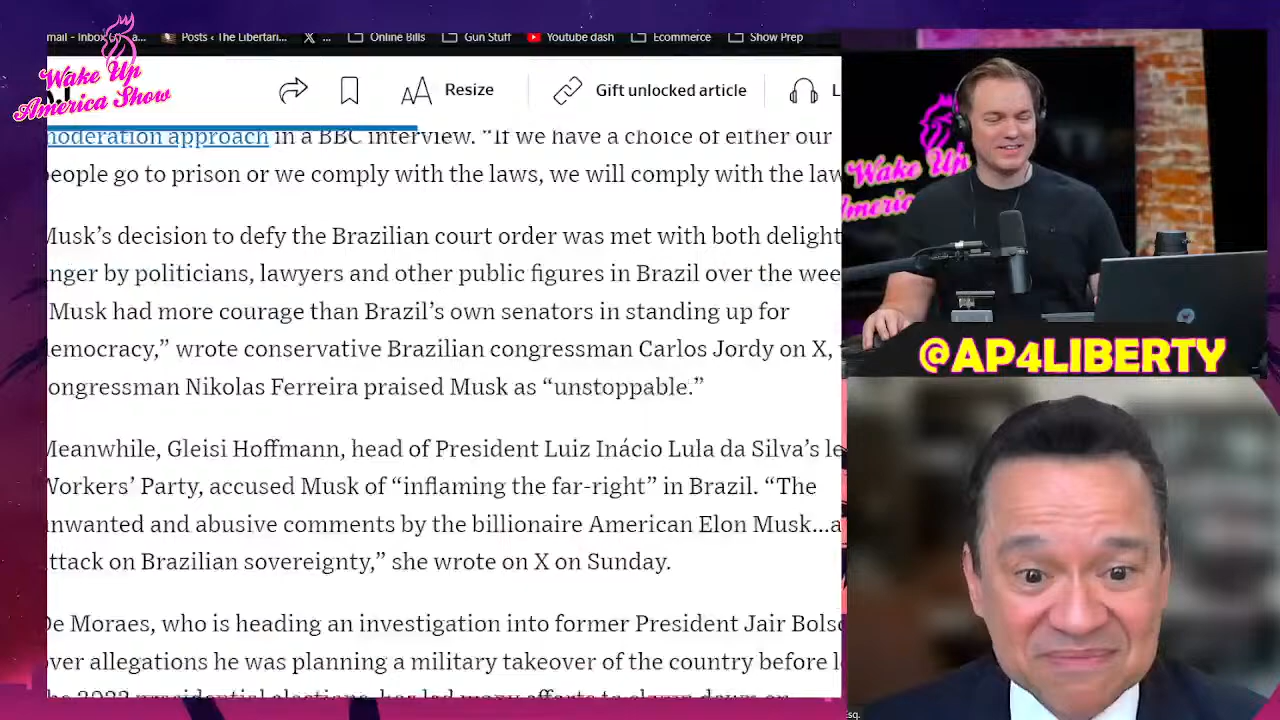 mail - Inbox
Posts ‹ The Libertari...
X ...
Online Bills
Gun Stuff
Youtube dash
Ecommerce
Show Prep
Wake Up
America Show
Resize
Gift unlocked article
L
moderation approach in a BBC interview. “If we have a choice of either our
people go to prison or we comply with the laws, we will comply with the law
Musk’s decision to defy the Brazilian court order was met with both delight
nger by politicians, lawyers and other public figures in Brazil over the wee
Musk had more courage than Brazil’s own senators in standing up for
democracy,” wrote conservative Brazilian congressman Carlos Jordy on X,
ongressman Nikolas Ferreira praised Musk as “unstoppable.”
Meanwhile, Gleisi Hoffmann, head of President Luiz Inácio Lula da Silva’s le
Workers’ Party, accused Musk of “inflaming the far-right” in Brazil. “The
unwanted and abusive comments by the billionaire American Elon Musk...a
ttack on Brazilian sovereignty,” she wrote on X on Sunday.
De Moraes, who is heading an investigation into former President Jair Bolso
over allegations he was planning a military takeover of the country before l
Wake Up
America
@AP4LIBERTY
Esq.